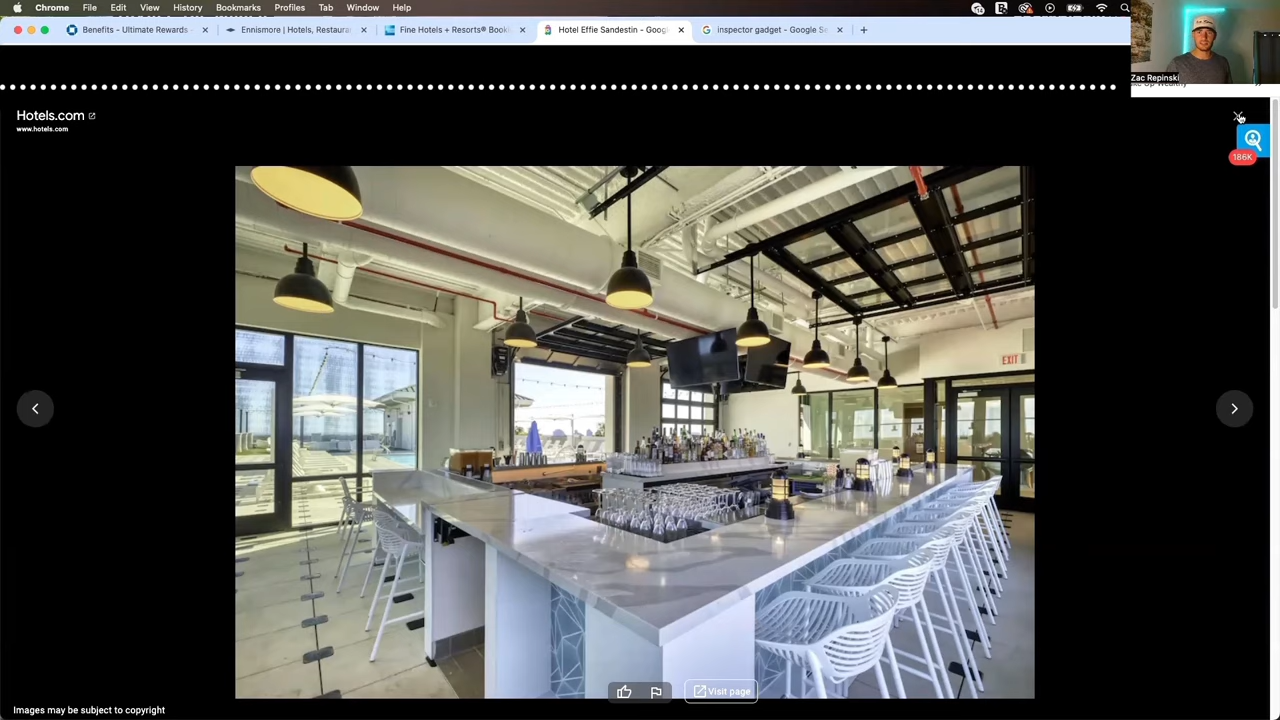 Chrome File Edit View History Bookmarks Profiles Tab Window Help
Benefits - Ultimate Rewards
Ennismore | Hotels, Restaura
Fine Hotels + Resorts® Booki
Hotel Effie Sandestin - Goog
inspector gadget - Google Se
Zac Repinski
Hotels.com
www.hotels.com
186K
EXIT
Visit page
Images may be subject to copyright